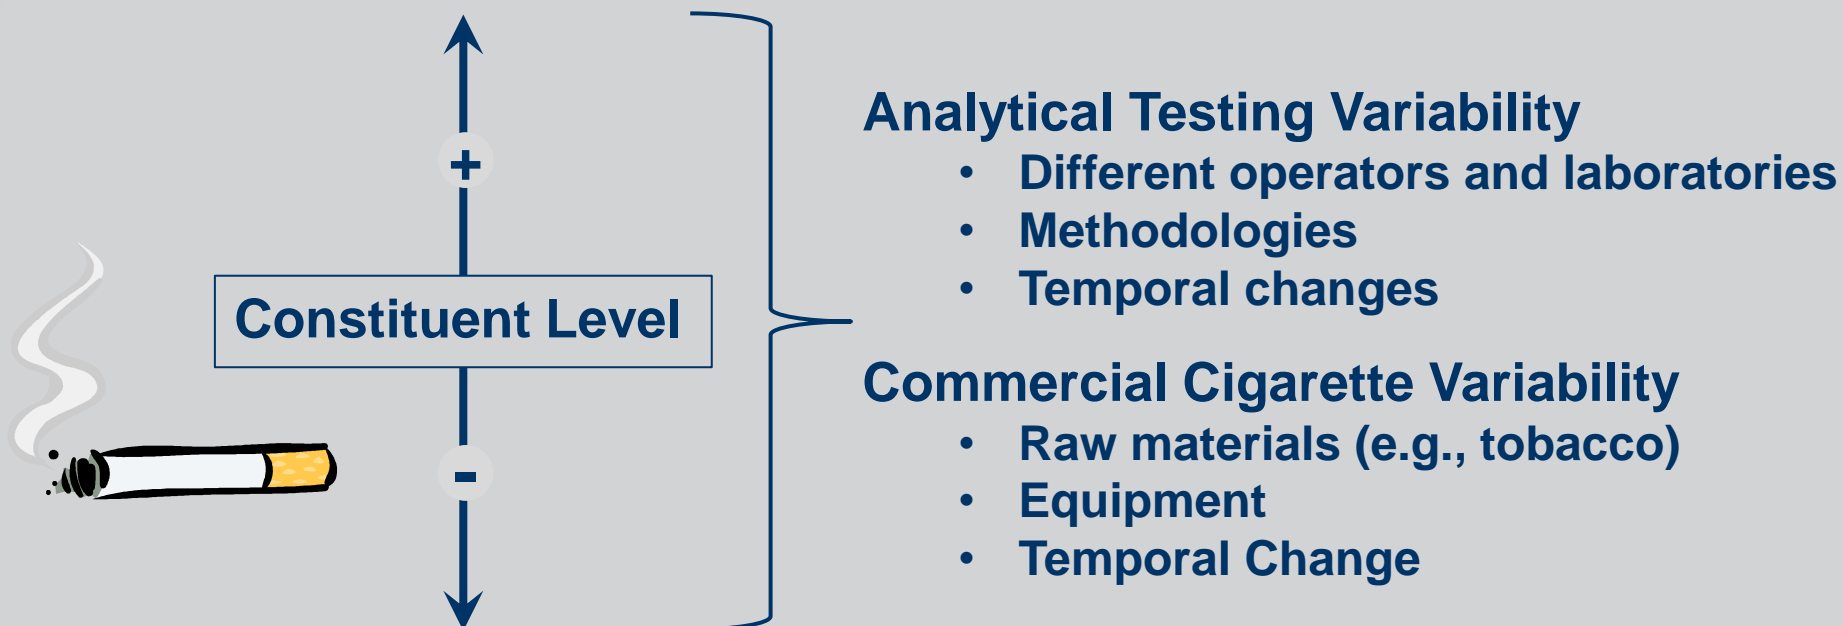 +
Constituent Level
-
Analytical Testing Variability
• Different operators and laboratories
• Methodologies
• Temporal changes
Commercial Cigarette Variability
• Raw materials (e.g., tobacco)
• Equipment
• Temporal Change